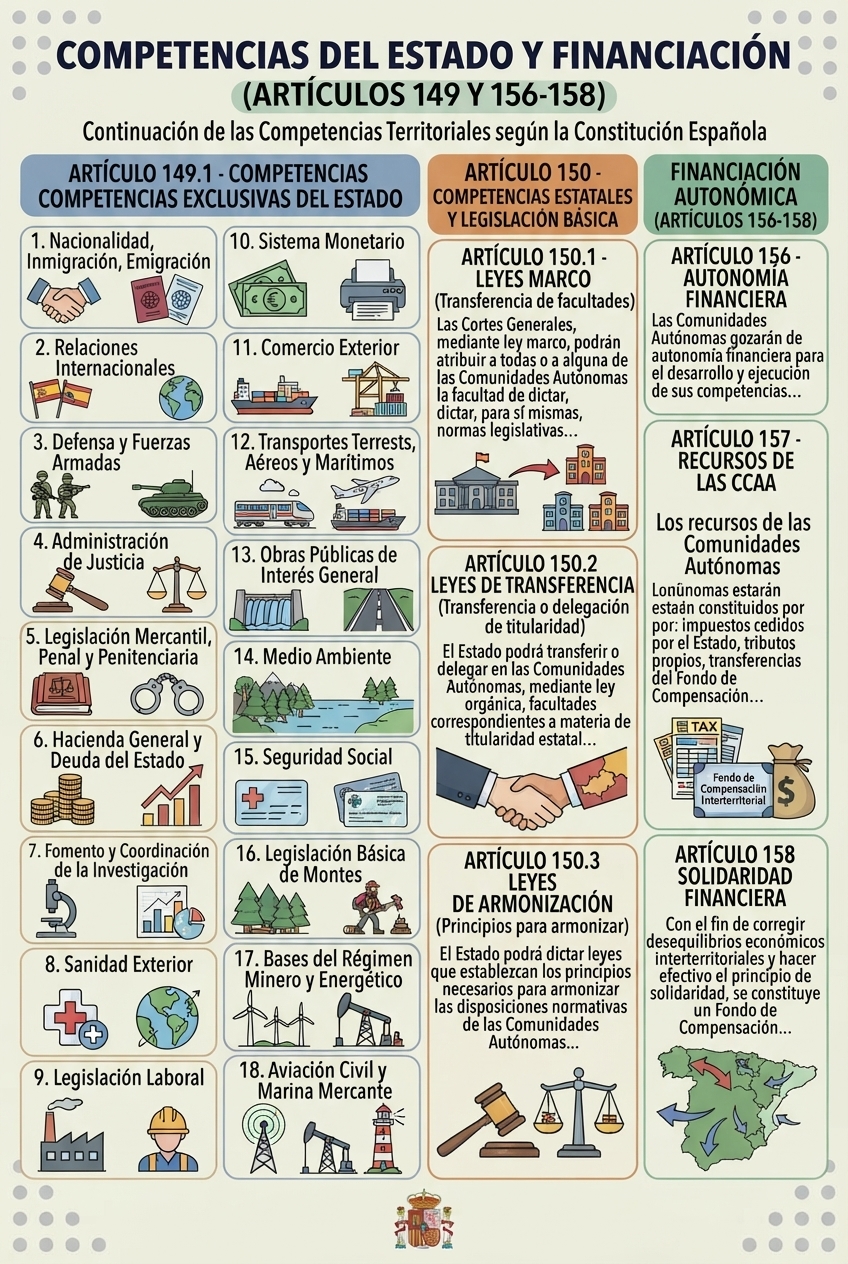 COMPETENCIAS DEL ESTADO Y FINANCIACIÓN
(ARTÍCULOS 149 Y 156-158)
Continuación de las Competencias Territoriales según la Constitución Española
ARTÍCULO 149.1 - COMPETENCIAS
COMPETENCIAS EXCLUSIVAS DEL ESTADO
1. Nacionalidad,
Inmigración, Emigración
2. Relaciones
Internacionales
3. Defensa y Fuerzas
Armadas
4. Administración
de Justicia
5. Legislación Mercantil,
Penal y Penitenciaria
6. Hacienda General y
Deuda del Estado
7. Fomento y Coordinación
de la Investigación
8. Sanidad Exterior
9. Legislación Laboral
10. Sistema Monetario
11. Comercio Exterior
12. Transportes Terrests,
Aéreos y Marítimos
13. Obras Públicas de
Interés General
14. Medio Ambiente
15. Seguridad Social
16. Legislación Básica
de Montes
17. Bases del Régimen
Minero y Energético
18. Aviación Civíl y
Marina Mercante
ARTÍCULO 150 -
COMPETENCIAS ESTATALES
Y LEGISLACIÓN BÁSICA
ARTÍCULO 150.1 -
LEYES MARCO
(Transferencia de facultades)
Las Cortes Generales,
mediante ley marco, podrán
atribuir a todas o a alguna de
las Comunidades Autónomas
la facultad de dictar,
dictar, para sí mismas,
normas legislativas...
ARTÍCULO 150.2
LEYES DE TRANSFERENCIA
(Transferencia o delegación
de titularidad)
El Estado podrá transferir o
delegar en las Comunidades
Autónomas, mediante ley
orgánica, facultades
correspondientes a materia de
titularidad estatal...
ARTÍCULO 150.3
LEYES
DE ARMONIZACIÓN
(Principios para armonizar)
El Estado podrá dictar leyes
que establezcan los principios
necesarios para armonizar
las disposiciones normativas
de las Comunidades
Autónomas...
FINANCIACIÓN
AUTONÓMICA
(ARTÍCULOS 156-158)
ARTÍCULO 156 -
AUTONOMÍA
FINANCIERA
Las Comunidades
Autónomas gozarán de
autonomía financiera para
el desarrollo y ejecución
de sus competencias...
ARTÍCULO 157 -
RECURSOS DE
LAS CCAA
Los recursos de las
Comunidades
Autónomas
Lonūnomas estarán
están constituidos por
por: impuestos cedidos
por el Estado, tributos
propios, transferencias
del Fondo de
Compensación...
TAX
Fendo de
Compensación
Interterritorial
$
ARTÍCULO 158
SOLIDARIDAD
FINANCIERA
Con el fin de corregir
desequilibrios económicos
interterritoriales y hacer
efectivo el principio de
solidaridad, se constituye
un Fondo de
Compensación...